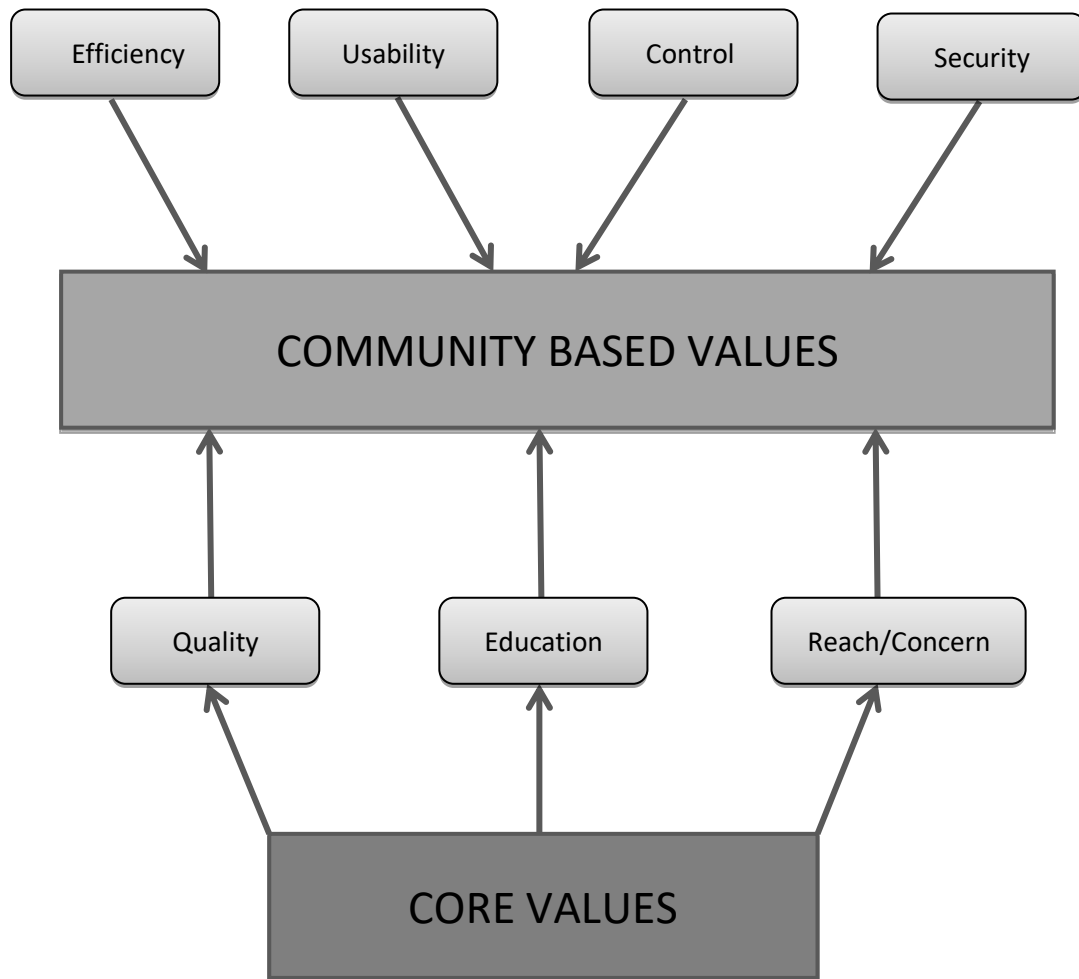 Efficiency
Usability
Control
Security
COMMUNITY BASED VALUES
Quality
Education
Reach/Concern
CORE VALUES